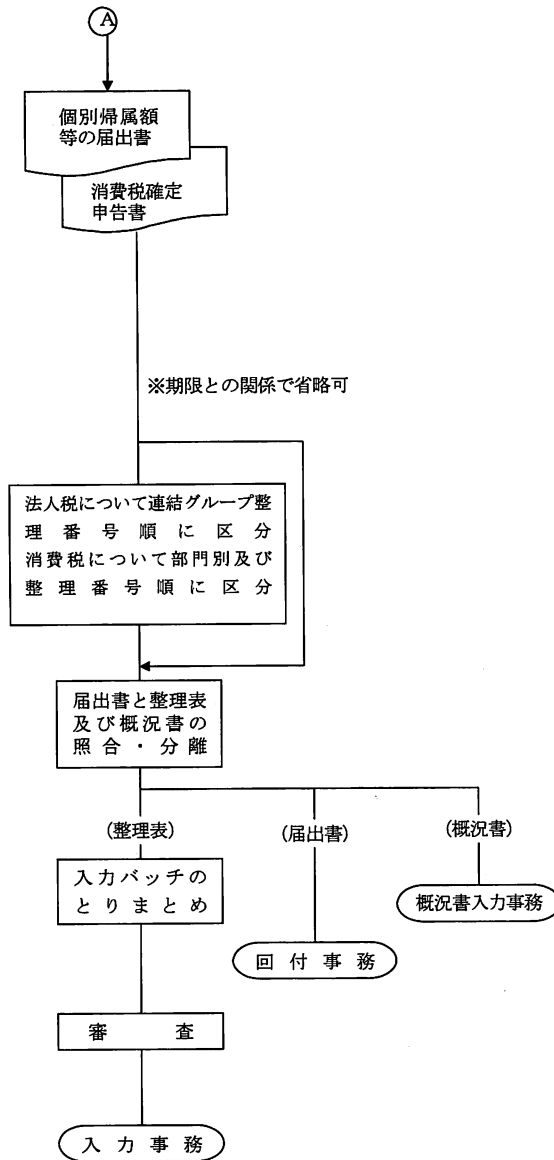 A
個別帰属額
等の届出書
消費税確定
申告書
※期限との関係で省略可
法人税について連結グループ整
理番号順に区分
消費税について部門別及び
整理番号順に区分
届出書と整理表
及び概況書の
照合・分離
(整理表)
(届出書)
(概況書)
入力バッチの
とりまとめ
概況書入力事務
回付事務
審査
入力事務